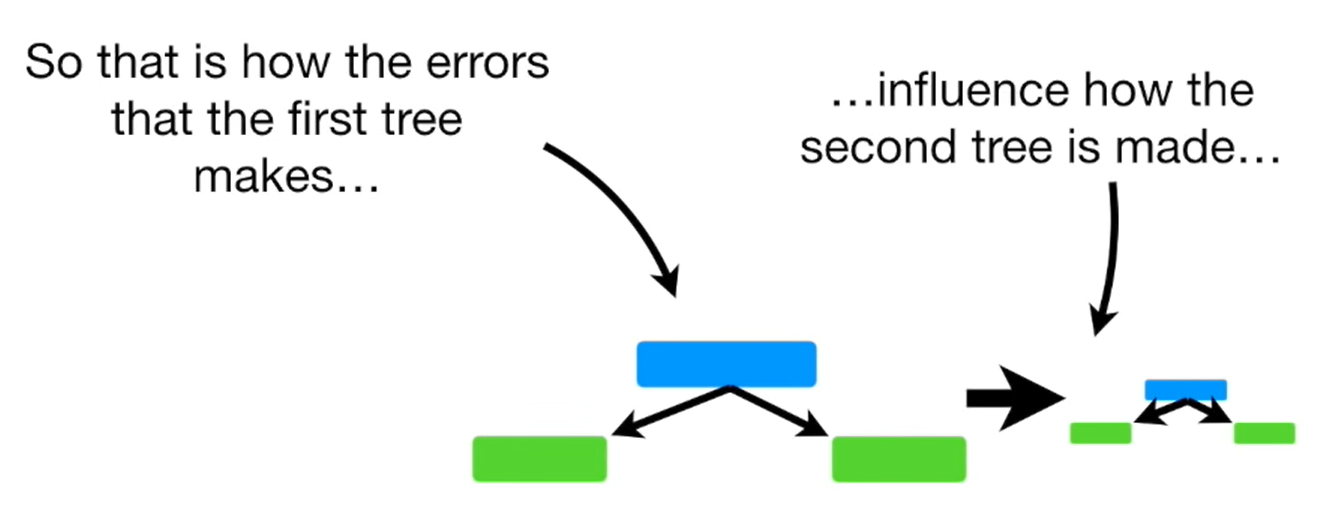 So that is how the errors
that the first tree
makes…
…influence how the
second tree is made…